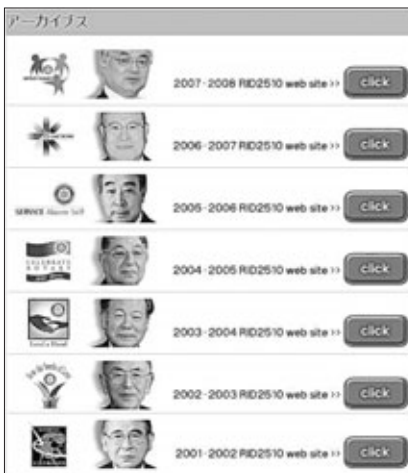 アーカイブス
2007-2008 RID2510 web site >> click
2006-2007 RID2510 web site >> click
SERVICE Above Self
2005-2006 RID2510 web site >> click
CELEBRATE ROTARY
2004-2005 RID2510 web site >> click
Lend a Hand
2003-2004 RID2510 web site >> click
2002-2003 RID2510 web site >> click
2001-2002 RID2510 web site >> click